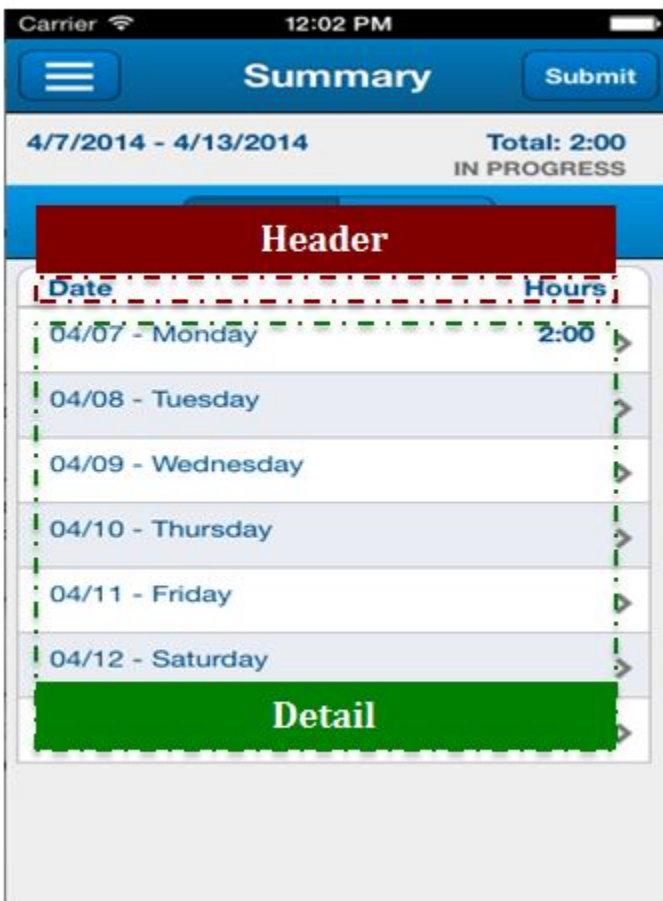 Carrier 12:02 PM
Summary Submit
4/7/2014 - 4/13/2014 Total: 2:00
IN PROGRESS
Header
Date Hours
04/07 - Monday 2:00
04/08 - Tuesday
04/09 - Wednesday
04/10 - Thursday
04/11 - Friday
04/12 - Saturday
Detail